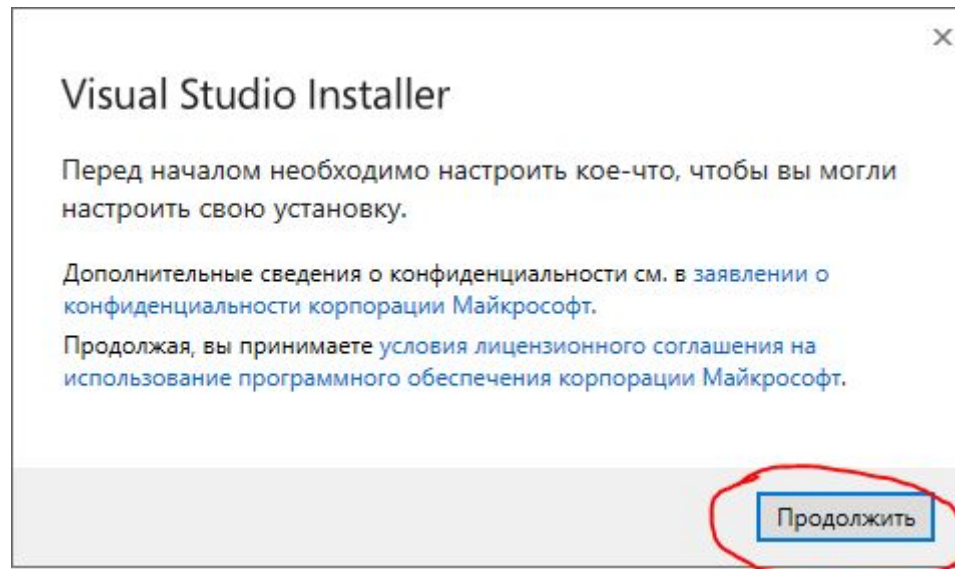 Visual Studio Installer
Перед началом необходимо настроить кое-что, чтобы вы могли
настроить свою установку.
Дополнительные сведения о конфиденциальности см. в заявлении о
конфиденциальности корпорации Майкрософт.
Продолжая, вы принимаете условия лицензионного соглашения на
использование программного обеспечения корпорации Майкрософт.
Продолжить